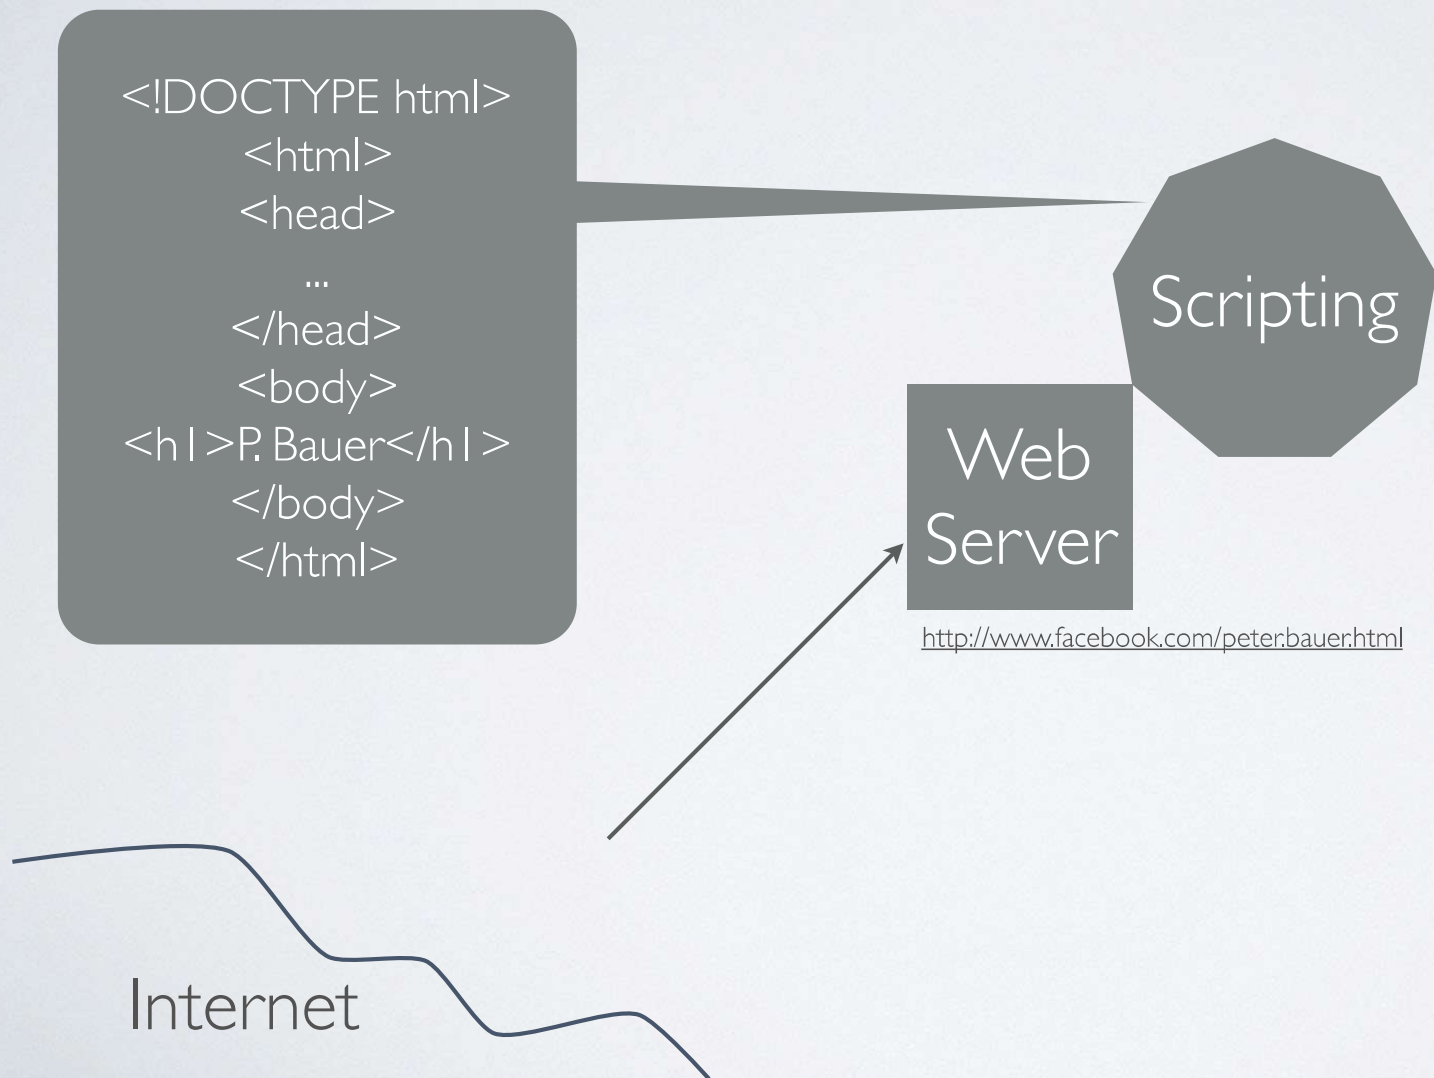 <!DOCTYPE html>
<html>
<head>
...
</head>
<body>
<h1>P. Bauer</h1>
</body>
</html>
Scripting
Web
Server
http://www.facebook.com/peter.bauer.html
Internet